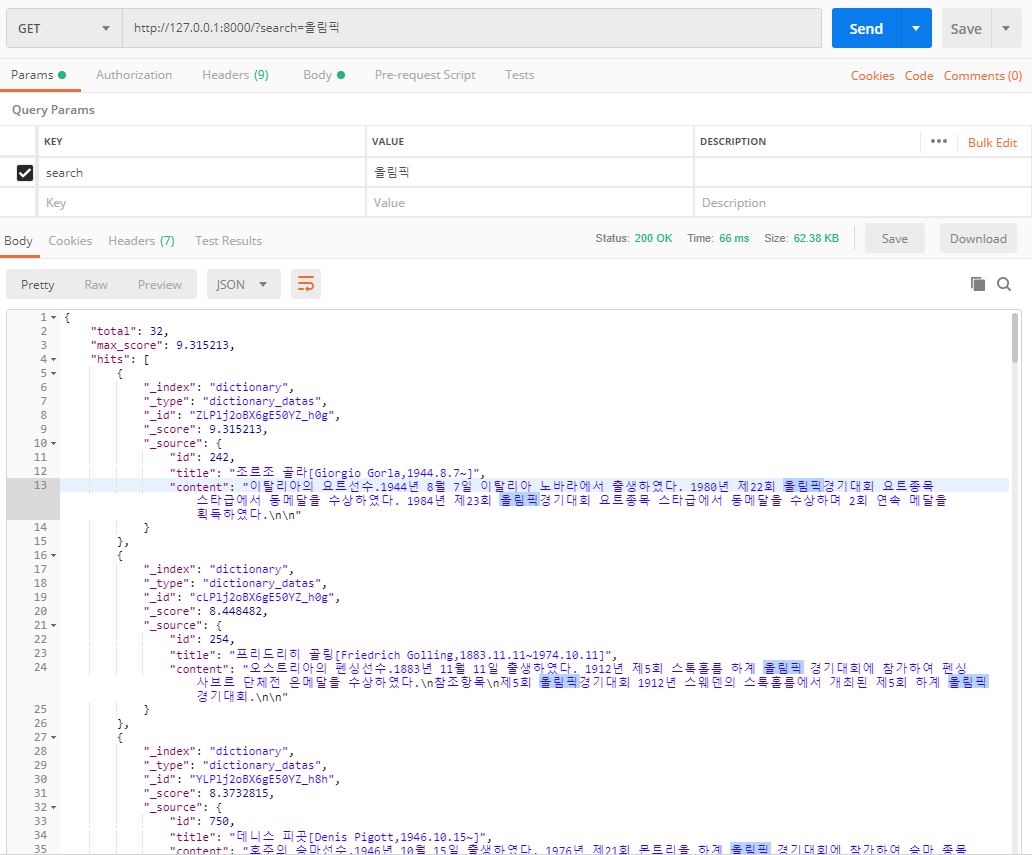 GET http://127.0.0.1:8000/?search=올림픽 Send Save
Params Authorization Headers (9) Body Pre-request Script Tests Cookies Code Comments (0)
Query Params
KEY VALUE DESCRIPTION ••• Bulk Edit
search 올림픽
Key Value Description
Body Cookies Headers (7) Test Results Status: 200 OK Time: 66 ms Size: 62.38 KB Save Download
Pretty Raw Preview JSON
1 {
2 "total": 32,
3 "max_score": 9.315213,
4 "hits": [
5 {
6 "_index": "dictionary",
7 "_type": "dictionary_datas",
8 "_id": "ZLPlj2oBX6gE50YZ_h0g",
9 "_score": 9.315213,
10 "_source": {
11 "id": 242,
12 "title": "조르조 골라[Giorgio Gorla,1944.8.7~]",
13 "content": "이탈리아의 요트선수.1944년 8월 7일 이탈리아 노바라에서 출생하였다. 1980년 제22회 올림픽경기대회 요트종목
스타급에서 동메달을 수상하였다. 1984년 제23회 올림픽경기대회 요트종목 스타급에서 동메달을 수상하며 2회 연속 메달을
획득하였다.\n\n"
14 }
15 },
16 {
17 "_index": "dictionary",
18 "_type": "dictionary_datas",
19 "_id": "cLPlj2oBX6gE50YZ_h0g",
20 "_score": 8.448482,
21 "_source": {
22 "id": 254,
23 "title": "프리드리히 골링[Friedrich Golling,1883.11.11~1974.10.11]",
24 "content": "오스트리아의 펜싱선수.1883년 11월 11일 출생하였다. 1912년 제5회 스톡홀름 하계 올림픽 경기대회에 참가하여 펜싱
사브르 단체전 은메달을 수상하였다.\n참조항목\n제5회 올림픽경기대회 1912년 스웨덴의 스톡홀름에서 개최된 제5회 하계 올림픽
경기대회.\n\n"
25 }
26 },
27 {
28 "_index": "dictionary",
29 "_type": "dictionary_datas",
30 "_id": "YLPlj2oBX6gE50YZ_h8h",
31 "_score": 8.3732815,
32 "_source": {
33 "id": 750,
34 "title": "데니스 피곳[Denis Pigott,1946.10.15~]",
35 "content": "호주의 승마선수.1946년 10월 15일 출생하였다. 1976년 제21회 몬트리올 하계 올림픽 경기대회에 참가하여 승마 종목